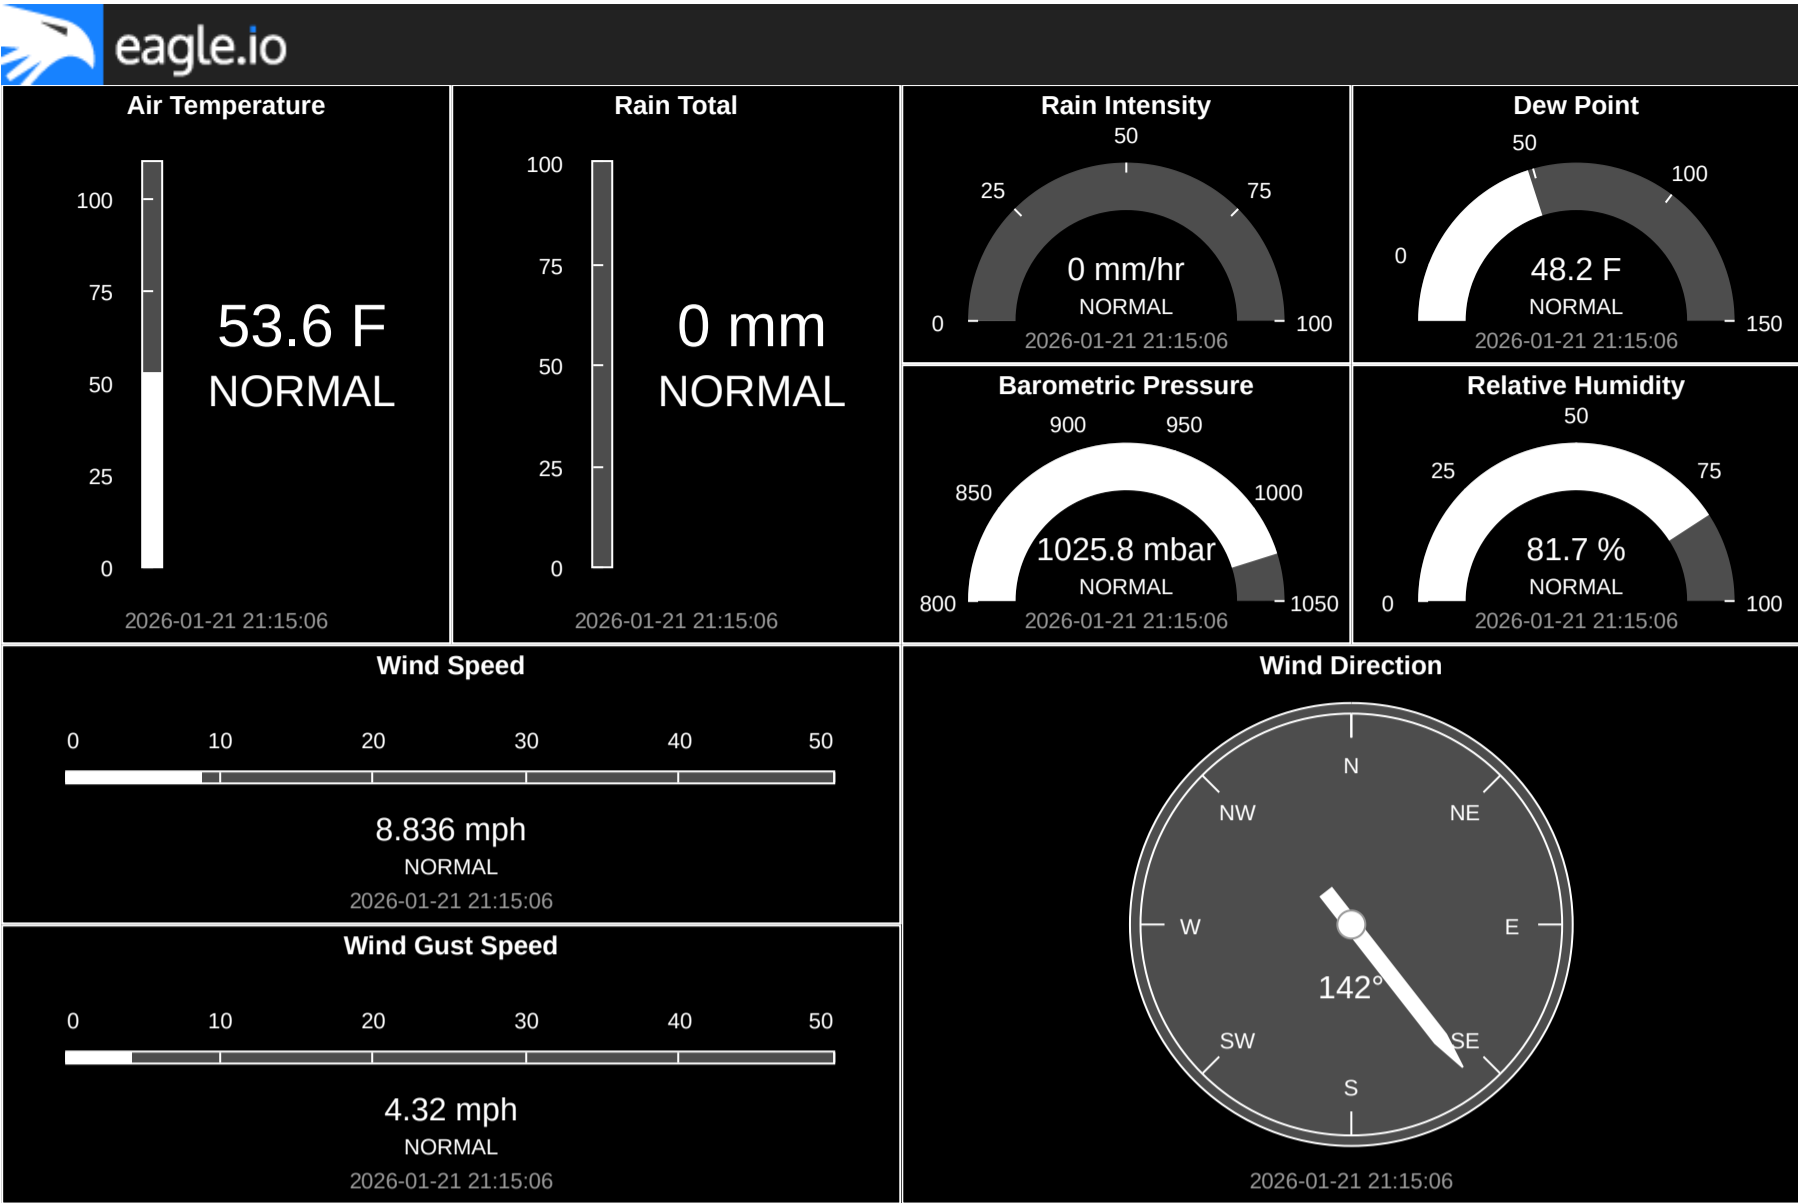 eagle.io
Air Temperature
100
75
50
25
0
53.6 F
NORMAL
2026-01-21 21:15:06
Rain Total
100
75
50
25
0
0 mm
NORMAL
2026-01-21 21:15:06
Rain Intensity
50
25
75
0
100
0 mm/hr
NORMAL
2026-01-21 21:15:06
Dew Point
50
100
0
150
48.2 F
NORMAL
2026-01-21 21:15:06
Barometric Pressure
900
950
850
1000
800
1050
1025.8 mbar
NORMAL
2026-01-21 21:15:06
Relative Humidity
50
25
75
0
100
81.7 %
NORMAL
2026-01-21 21:15:06
Wind Speed
0 10 20 30 40 50
8.836 mph
NORMAL
2026-01-21 21:15:06
Wind Gust Speed
0 10 20 30 40 50
4.32 mph
NORMAL
2026-01-21 21:15:06
Wind Direction
N
NW NE
W E
142°
SW SE
S
2026-01-21 21:15:06